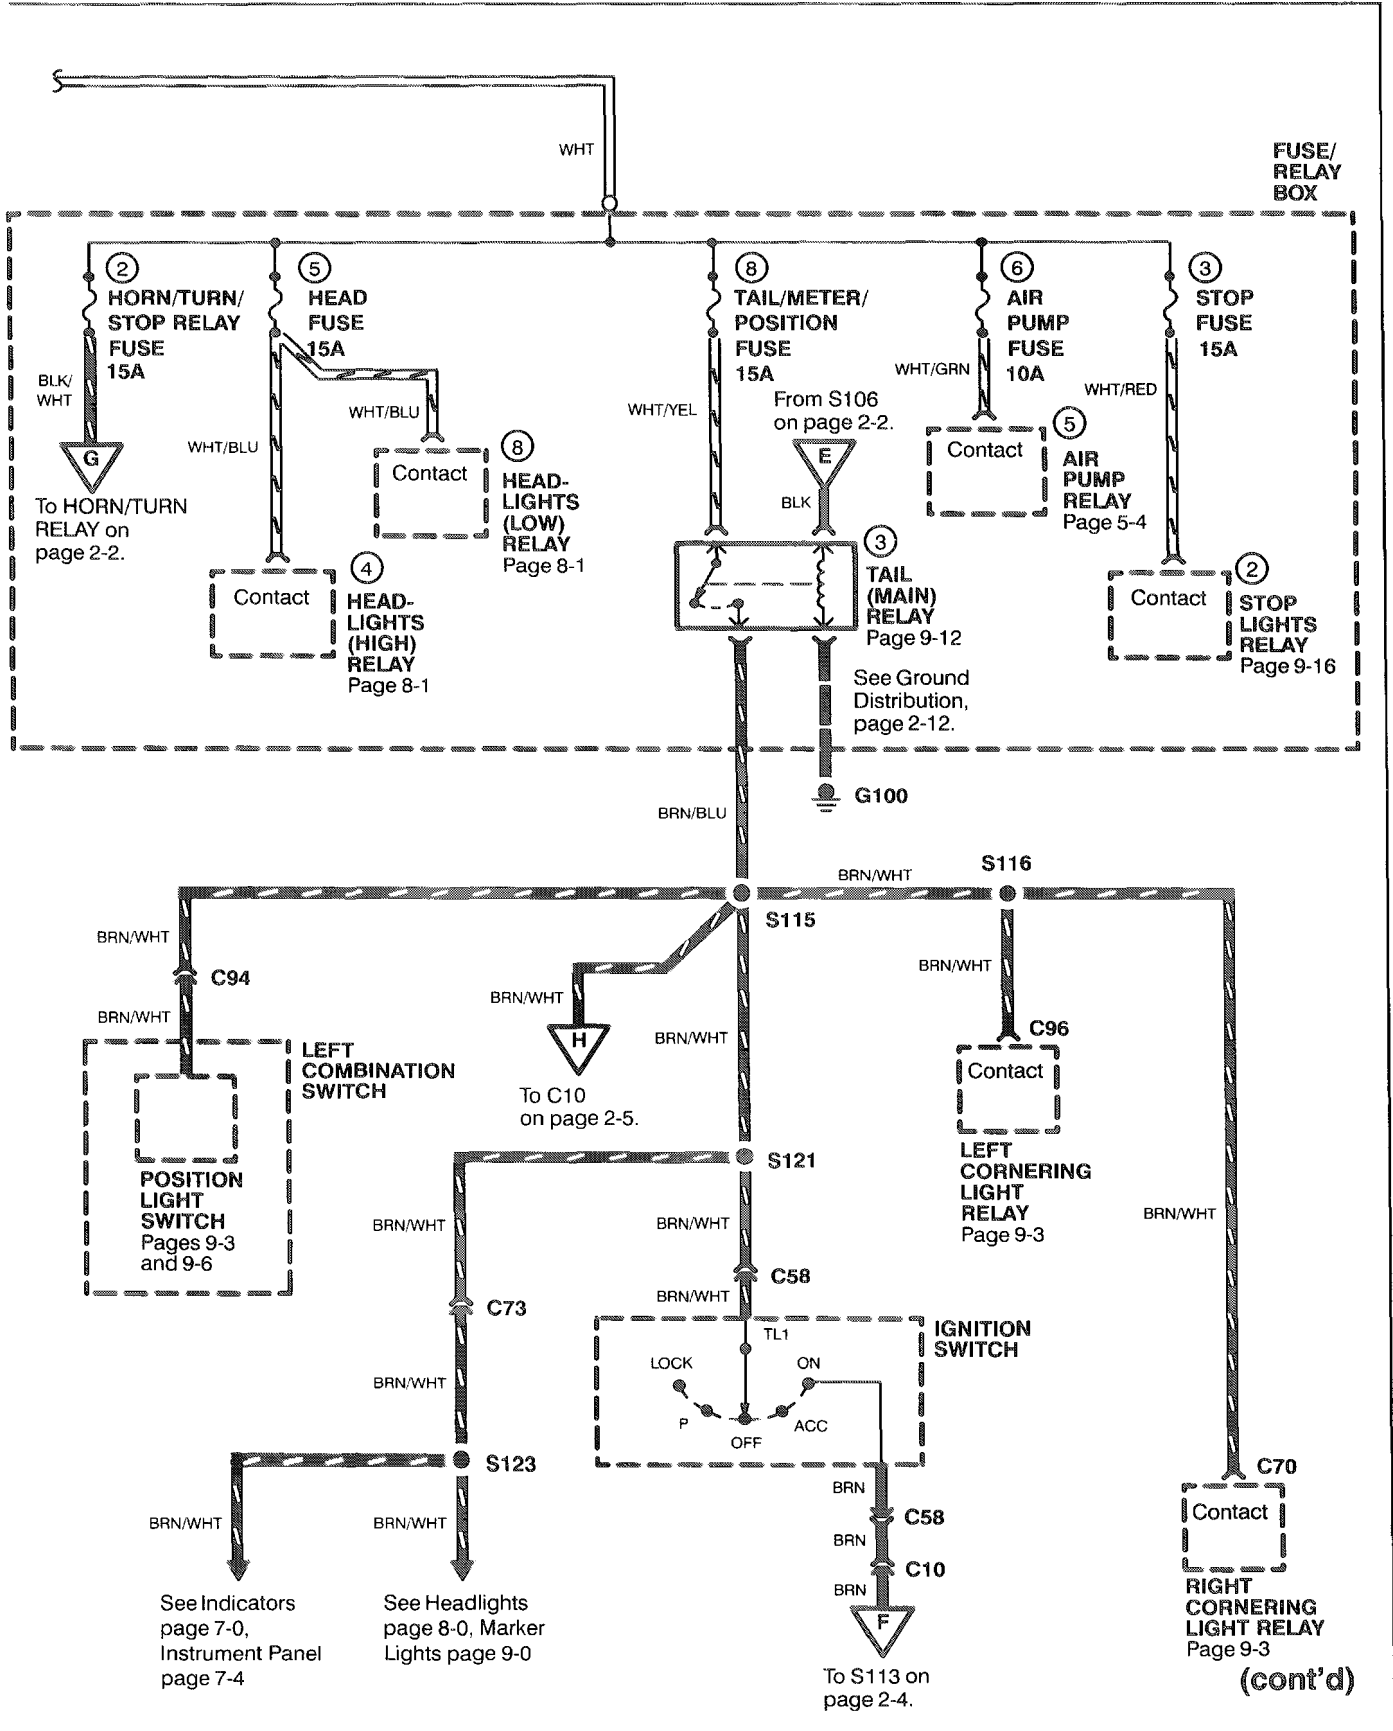 WHT
FUSE/
RELAY
BOX
2
HORN/TURN/
STOP RELAY
FUSE
15A
5
HEAD
FUSE
15A
8
TAIL/METER/
POSITION
FUSE
15A
6
AIR
PUMP
FUSE
10A
3
STOP
FUSE
15A
BLK/
WHT
G
To HORN/TURN
RELAY on
page 2-2.
WHT/BLU
WHT/BLU
Contact
8
HEAD-
LIGHTS
(LOW)
RELAY
Page 8-1
Contact
4
HEAD-
LIGHTS
(HIGH)
RELAY
Page 8-1
WHT/YEL
From S106
on page 2-2.
E
BLK
3
TAIL
(MAIN)
RELAY
Page 9-12
WHT/GRN
Contact
5
AIR
PUMP
RELAY
Page 5-4
WHT/RED
Contact
2
STOP
LIGHTS
RELAY
Page 9-16
See Ground
Distribution,
page 2-12.
G100
BRN/BLU
S115
BRN/WHT
S116
BRN/WHT
C94
BRN/WHT
LEFT
COMBINATION
SWITCH
POSITION
LIGHT
SWITCH
Pages 9-3
and 9-6
BRN/WHT
H
To C10
on page 2-5.
BRN/WHT
BRN/WHT
C96
Contact
LEFT
CORNERING
LIGHT
RELAY
Page 9-3
S121
BRN/WHT
BRN/WHT
BRN/WHT
C73
C58
BRN/WHT
BRN/WHT
IGNITION
SWITCH
TL1
LOCK
ON
P
ACC
OFF
S123
BRN/WHT
BRN/WHT
See Indicators
page 7-0,
Instrument Panel
page 7-4
See Headlights
page 8-0, Marker
Lights page 9-0
BRN
C58
BRN
C10
BRN
F
To S113 on
page 2-4.
C70
Contact
RIGHT
CORNERING
LIGHT RELAY
Page 9-3
(cont'd)